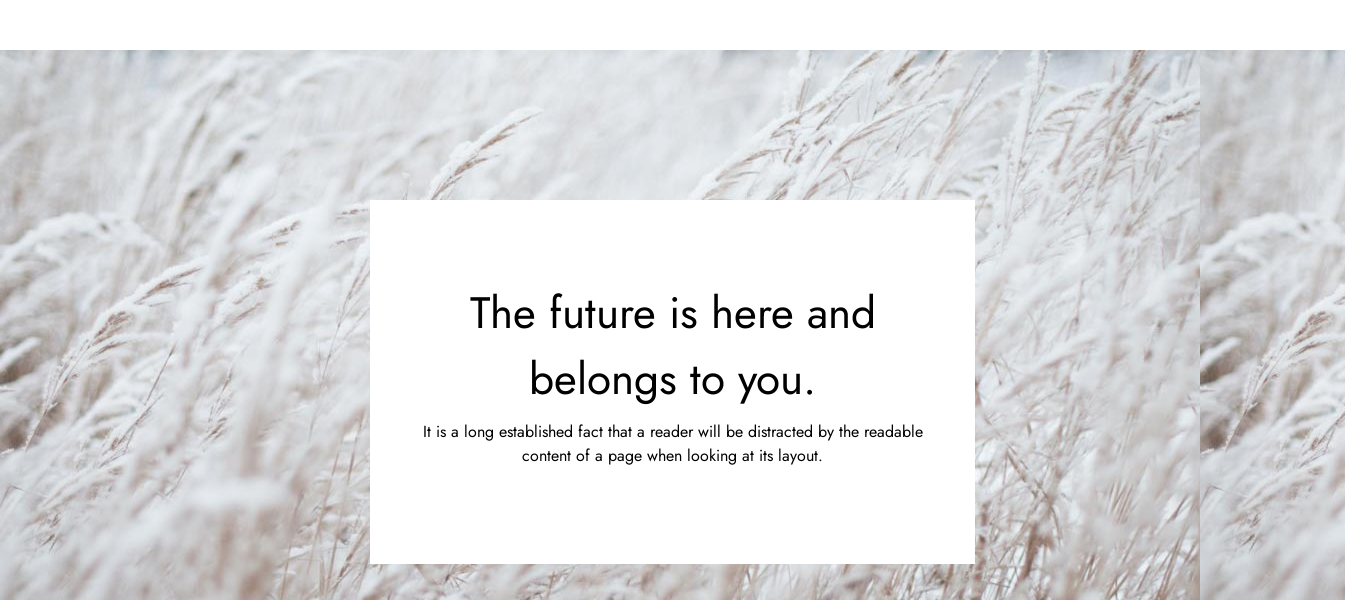 The future is here and
belongs to you.
It is a long established fact that a reader will be distracted by the readable
content of a page when looking at its layout.